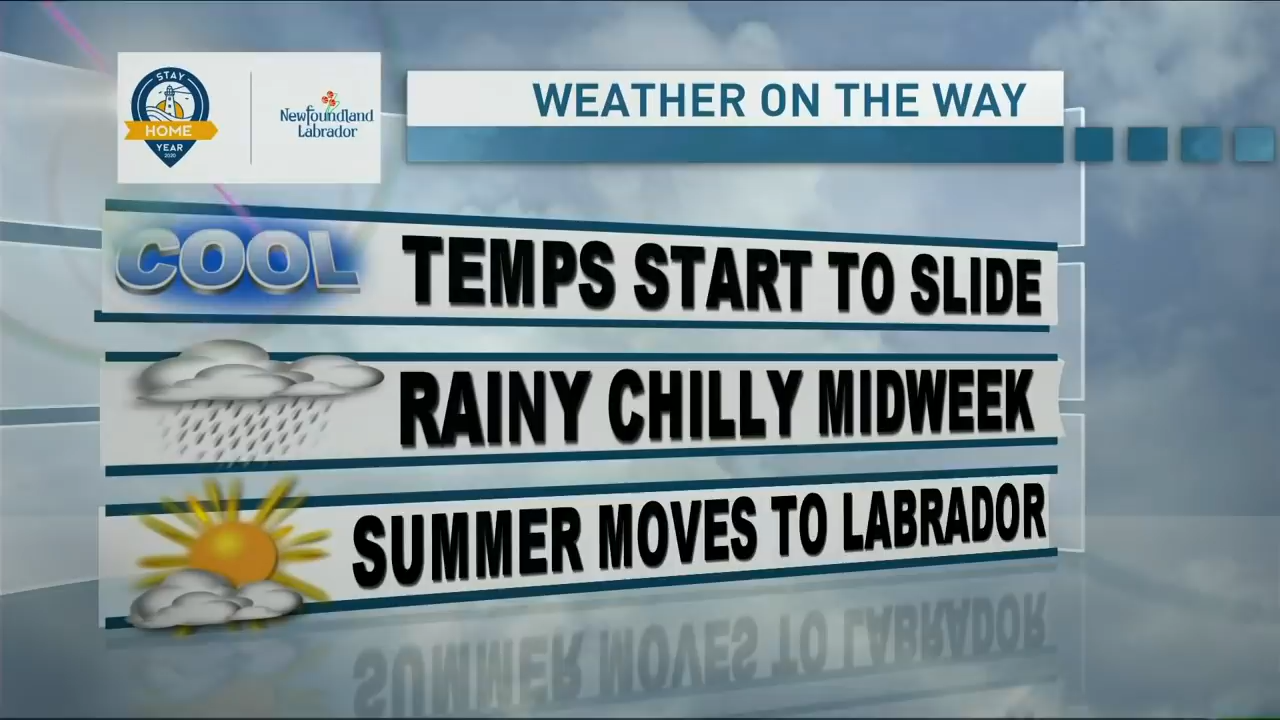 STAY
HOME
YEAR
2020
Newfoundland
Labrador
WEATHER ON THE WAY
COOL TEMPS START TO SLIDE
RAINY CHILLY MIDWEEK
SUMMER MOVES TO LABRADOR
SUMMER MOVES TO LABRADOR